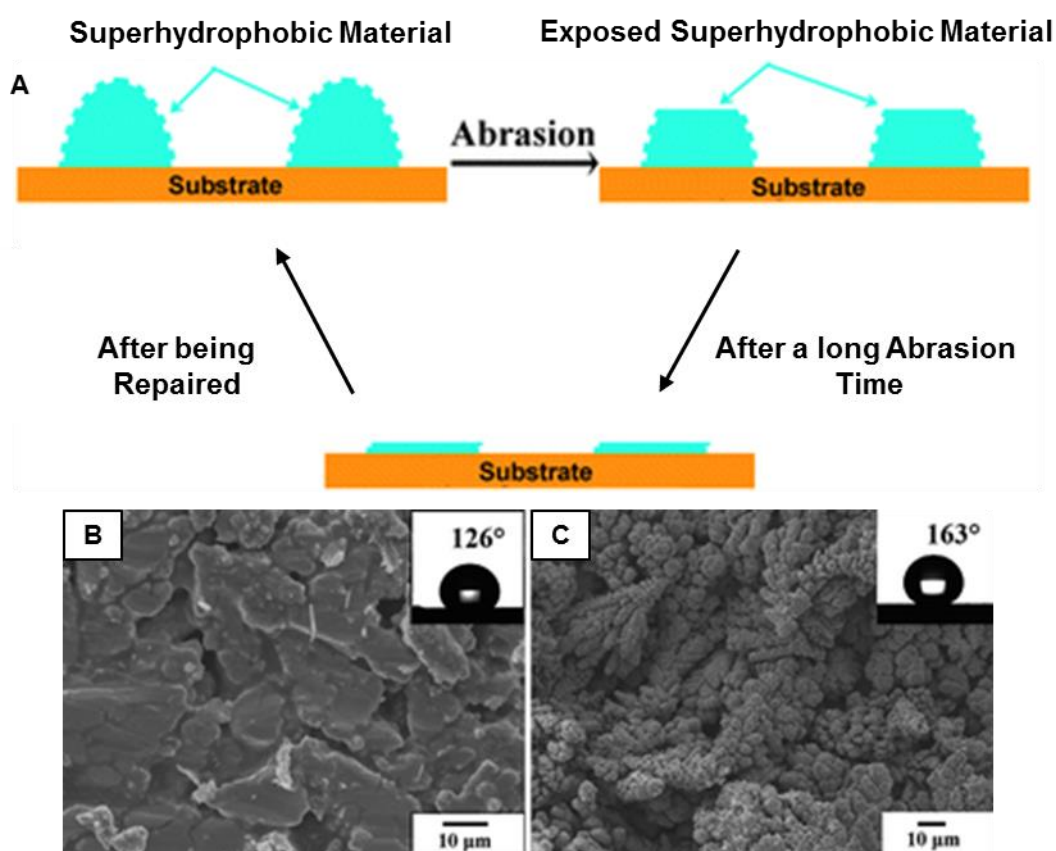 Superhydrophobic Material
Exposed Superhydrophobic Material
A
Abrasion
Substrate
Substrate
After being
Repaired
After a long Abrasion
Time
Substrate
B
126°
10 µm
C
163°
10 µm